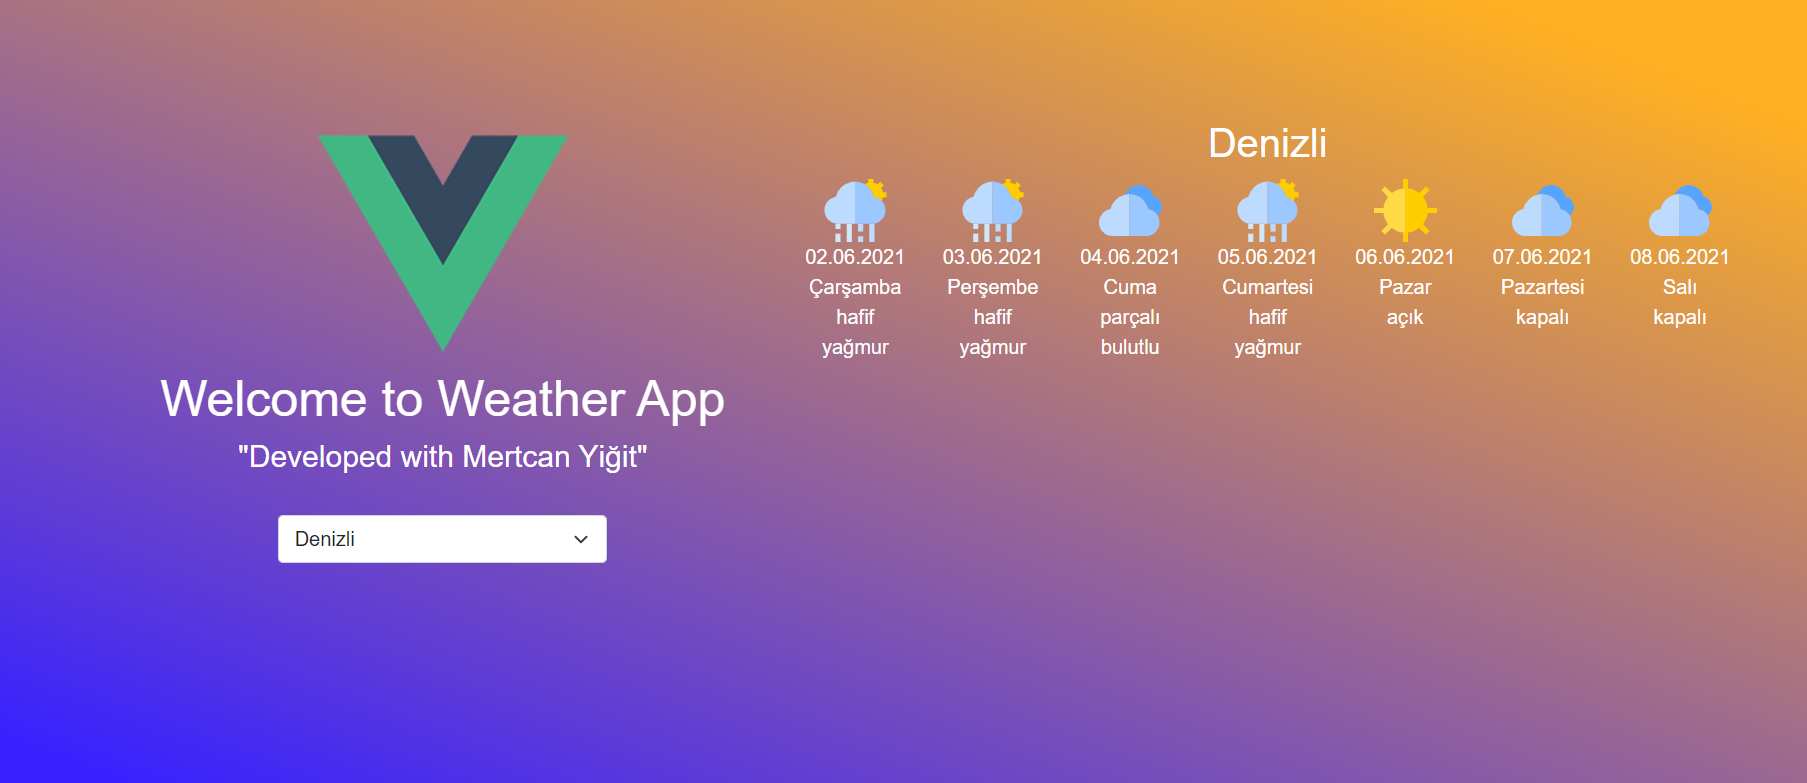 Welcome to Weather App
"Developed with Mertcan Yiğit"
Denizli
Denizli
02.06.2021
Çarşamba
hafif
yağmur
03.06.2021
Perşembe
hafif
yağmur
04.06.2021
Cuma
parçalı
bulutlu
05.06.2021
Cumartesi
hafif
yağmur
06.06.2021
Pazar
açık
07.06.2021
Pazartesi
kapalı
08.06.2021
Salı
kapalı